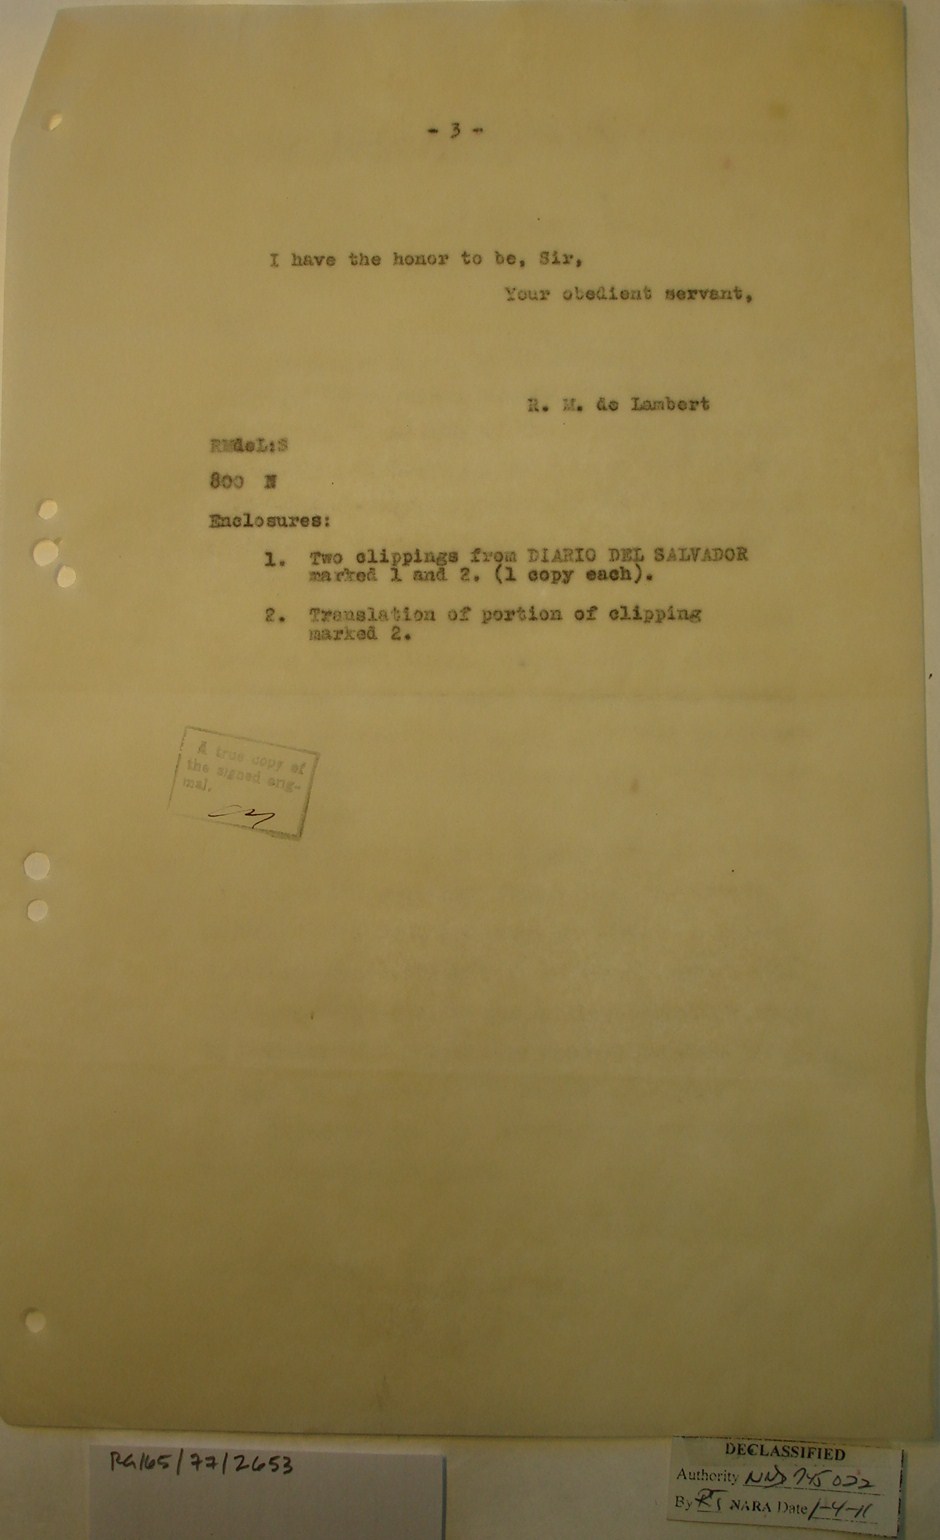 - 3 -
I have the honor to be, Sir,
Your obedient servant,
R. M. de Lambert
RMdeL:S
800 N
Enclosures:
1. Two clippings from DIARIO DEL SALVADOR
marked 1 and 2. (1 copy each).
2. Translation of portion of clipping
marked 2.
A true copy of
the signed orig-
inal.
RG165/77/2653
DECLASSIFIED
Authority NND 745022
By RT NARA Date 1-4-11